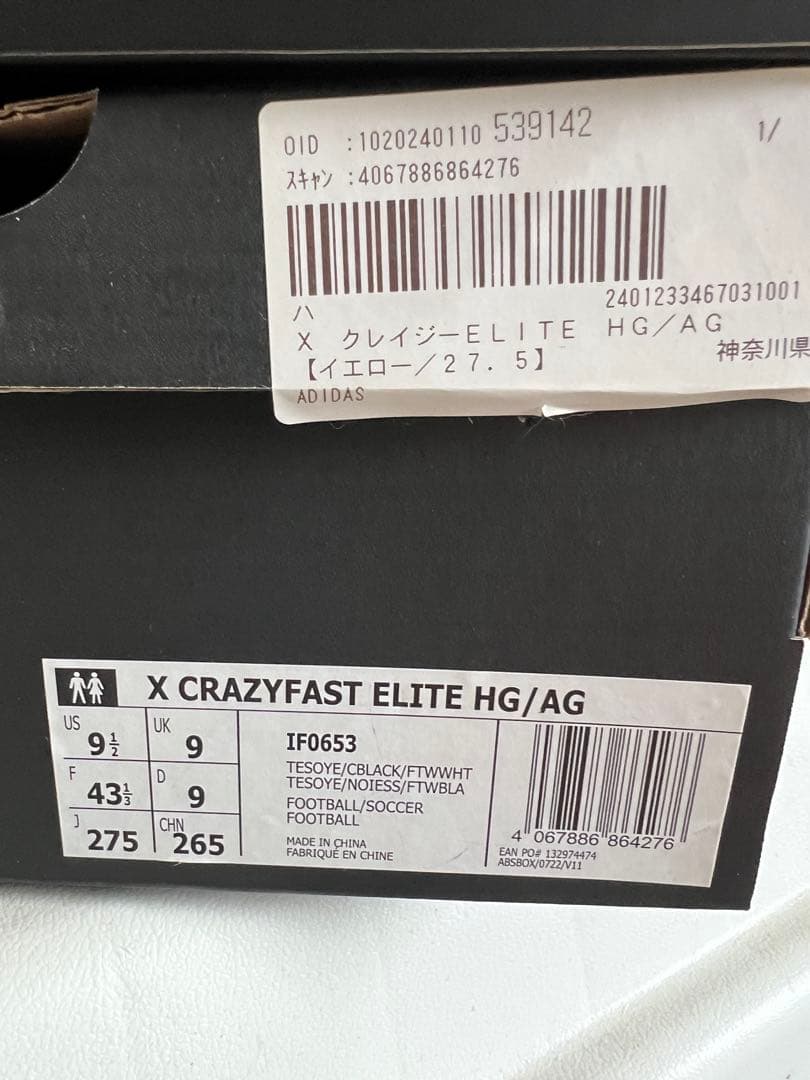 OID :1020240110 539142 1/
ｽｷｬﾝ :4067886864276
2401233467031001
ハ
X クレイジーELITE HG/AG
神奈川県
【イエロー/27.5】
ADIDAS
X CRAZYFAST ELITE HG/AG
US 9½ UK 9
F 43⅓ D 9
J 275 CHN 265
IF0653
TESOYE/CBLACK/FTWWHT
TESOYE/NOIESS/FTWBLA
FOOTBALL/SOCCER
FOOTBALL
MADE IN CHINA
FABRIQUÉ EN CHINE
4 067886 864276
EAN PO# 132974474
ABSBOX/0722/V11